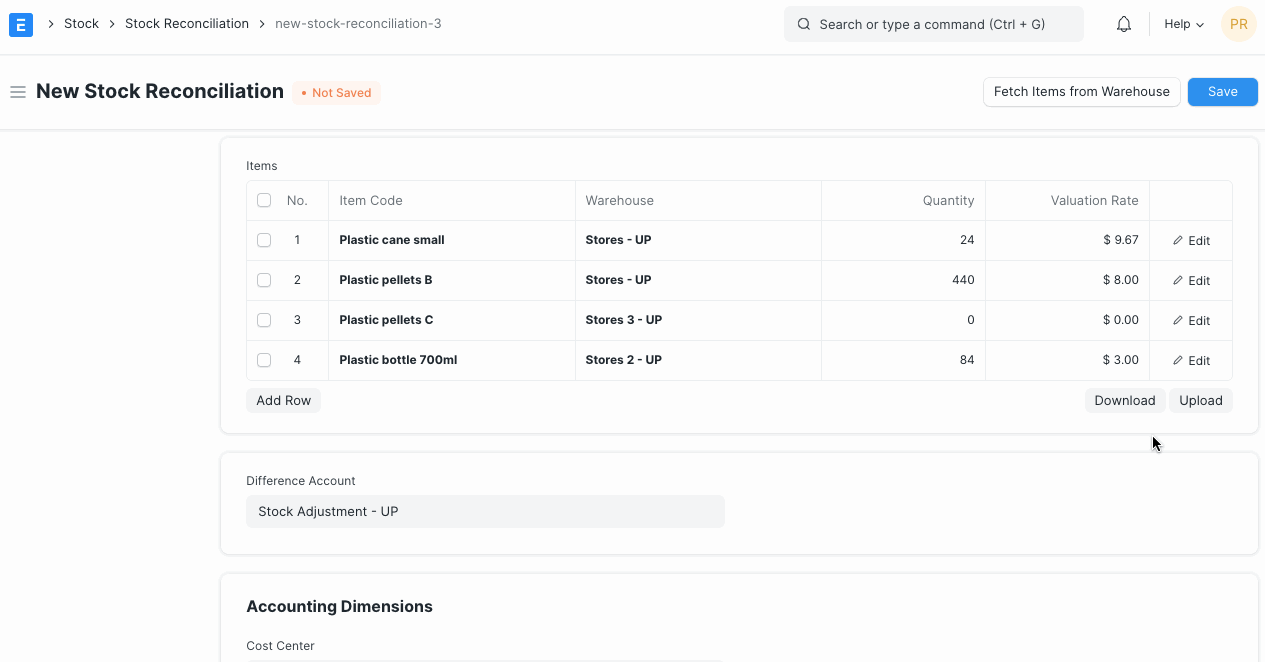 E Stock Stock Reconciliation new-stock-reconciliation-3 Search or type a command (Ctrl + G) Help PR
New Stock Reconciliation • Not Saved Fetch Items from Warehouse Save
Items
No. Item Code Warehouse Quantity Valuation Rate
1 Plastic cane small Stores - UP 24 $ 9.67 Edit
2 Plastic pellets B Stores - UP 440 $ 8.00 Edit
3 Plastic pellets C Stores 3 - UP 0 $ 0.00 Edit
4 Plastic bottle 700ml Stores 2 - UP 84 $ 3.00 Edit
Add Row Download Upload
Difference Account
Stock Adjustment - UP
Accounting Dimensions
Cost Center